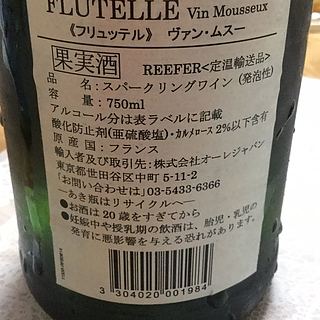 FLUTELLE Vin Mousseux
《フリュッテル》 ヴァン・ムスー
果実酒 REEFER<定温輸送品>
品名：スパークリングワイン（発泡性）
容量：750ml
アルコール分は表ラベルに記載
酸化防止剤(亜硫酸塩)・カルメロース2%以下含有
原産国：フランス
輸入者及び取引先：株式会社オーレジャパン
東京都世田谷区中町5-11-2
「お問い合わせは」03-5433-6366
―あき瓶はリサイクルへ―
●お酒は20歳をすぎてから
●妊娠中や授乳期の飲酒は、胎児・乳児の
発育に悪影響を与える恐れがあります。
3 304020 001984